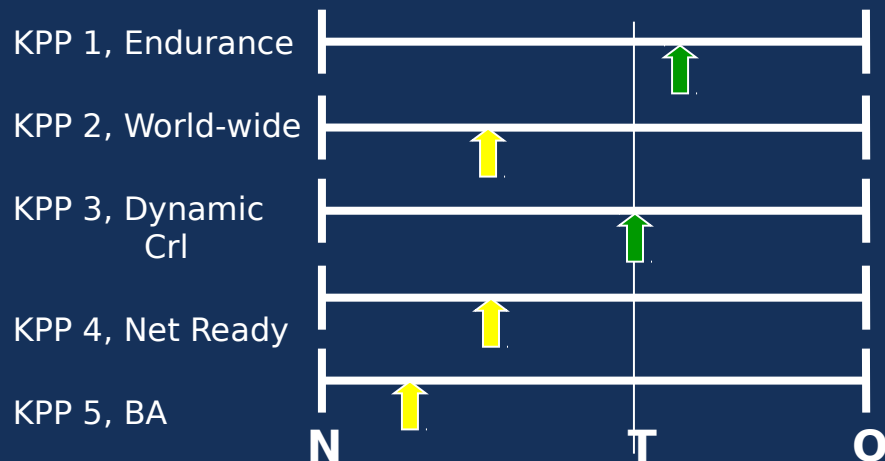 KPP 1, Endurance
KPP 2, World-wide
KPP 3, Dynamic
Crl
KPP 4, Net Ready
KPP 5, BA
N T O